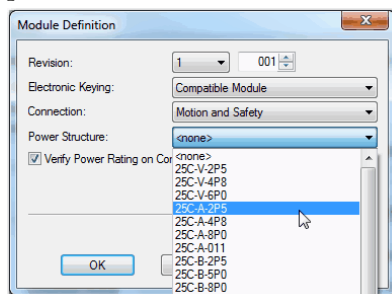 Module Definition
Revision: 1 001
Electronic Keying: Compatible Module
Connection: Motion and Safety
Power Structure: <none>
Verify Power Rating on Con
<none>
25C-V-2P5
25C-V-4P8
25C-V-6P0
25C-A-2P5
25C-A-4P8
25C-A-8P0
25C-A-011
25C-B-2P5
25C-B-5P0
25C-B-8P0
OK